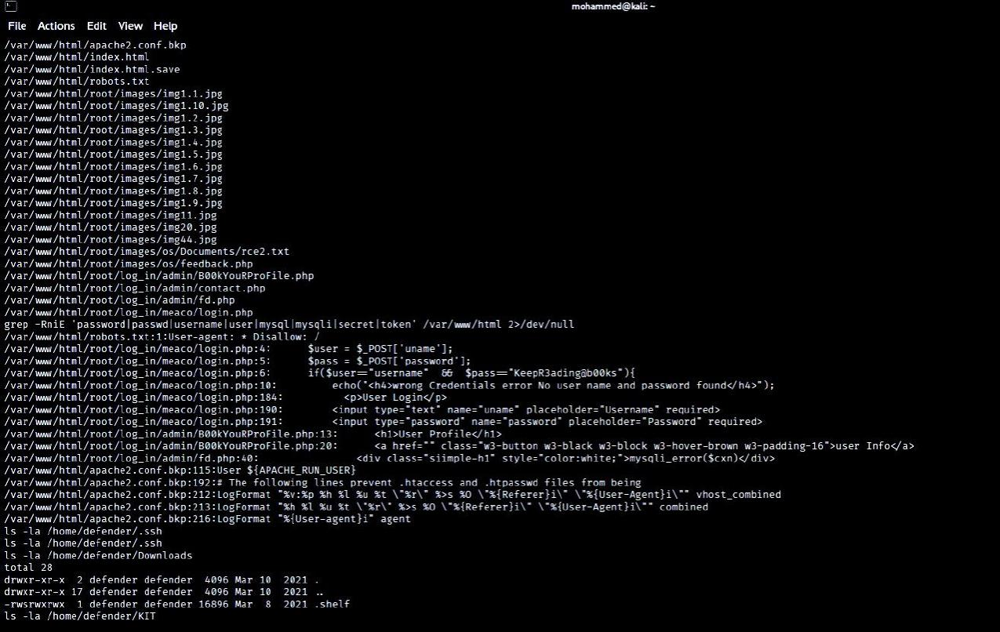 mohammed@kali: ~
File Actions Edit View Help
/var/www/html/apache2.conf.bkp
/var/www/html/index.html
/var/www/html/index.html.save
/var/www/html/robots.txt
/var/www/html/root/images/img1.1.jpg
/var/www/html/root/images/img1.10.jpg
/var/www/html/root/images/img1.2.jpg
/var/www/html/root/images/img1.3.jpg
/var/www/html/root/images/img1.4.jpg
/var/www/html/root/images/img1.5.jpg
/var/www/html/root/images/img1.6.jpg
/var/www/html/root/images/img1.7.jpg
/var/www/html/root/images/img1.8.jpg
/var/www/html/root/images/img1.9.jpg
/var/www/html/root/images/img11.jpg
/var/www/html/root/images/img20.jpg
/var/www/html/root/images/img44.jpg
/var/www/html/root/images/os/Documents/rce2.txt
/var/www/html/root/images/os/feedback.php
/var/www/html/root/log_in/admin/B00kYouRProFile.php
/var/www/html/root/log_in/admin/contact.php
/var/www/html/root/log_in/admin/fd.php
/var/www/html/root/log_in/meaco/login.php
grep -RniE 'password|passwd|username|user|mysql|mysqli|secret|token' /var/www/html 2>/dev/null
/var/www/html/robots.txt:1:User-agent: * Disallow: /
/var/www/html/root/log_in/meaco/login.php:4:      $user = $_POST['uname'];
/var/www/html/root/log_in/meaco/login.php:5:      $pass = $_POST['password'];
/var/www/html/root/log_in/meaco/login.php:6:      if($user=="username"  &&  $pass=="KeepR3ading@b00ks"){
/var/www/html/root/log_in/meaco/login.php:10:         echo("<h4>wrong Credentials error No user name and password found</h4>");
/var/www/html/root/log_in/meaco/login.php:184:          <p>User Login</p>
/var/www/html/root/log_in/meaco/login.php:190:        <input type="text" name="uname" placeholder="Username" required>
/var/www/html/root/log_in/meaco/login.php:191:        <input type="password" name="password" placeholder="Password" required>
/var/www/html/root/log_in/admin/B00kYouRProFile.php:13:      <h1>User Profile</h1>
/var/www/html/root/log_in/admin/B00kYouRProFile.php:20:      <a href="" class="w3-button w3-black w3-block w3-hover-brown w3-padding-16">user Info</a>
/var/www/html/root/log_in/admin/fd.php:40:                <div class="siimple-h1" style="color:white;">mysqli_error($cxn)</div>
/var/www/html/apache2.conf.bkp:115:User ${APACHE_RUN_USER}
/var/www/html/apache2.conf.bkp:192:# The following lines prevent .htaccess and .htpasswd files from being
/var/www/html/apache2.conf.bkp:212:LogFormat "%v:%p %h %l %u %t \"%r\" %>s %O \"%{Referer}i\" \"%{User-Agent}i\"" vhost_combined
/var/www/html/apache2.conf.bkp:213:LogFormat "%h %l %u %t \"%r\" %>s %O \"%{Referer}i\" \"%{User-Agent}i\"" combined
/var/www/html/apache2.conf.bkp:216:LogFormat "%{User-agent}i" agent
ls -la /home/defender/.ssh
ls -la /home/defender/.ssh
ls -la /home/defender/Downloads
total 28
drwxr-xr-x  2 defender defender  4096 Mar 10  2021 .
drwxr-xr-x 17 defender defender  4096 Mar 10  2021 ..
-rwsrwxrwx  1 defender defender 16896 Mar  8  2021 .shelf
ls -la /home/defender/KIT